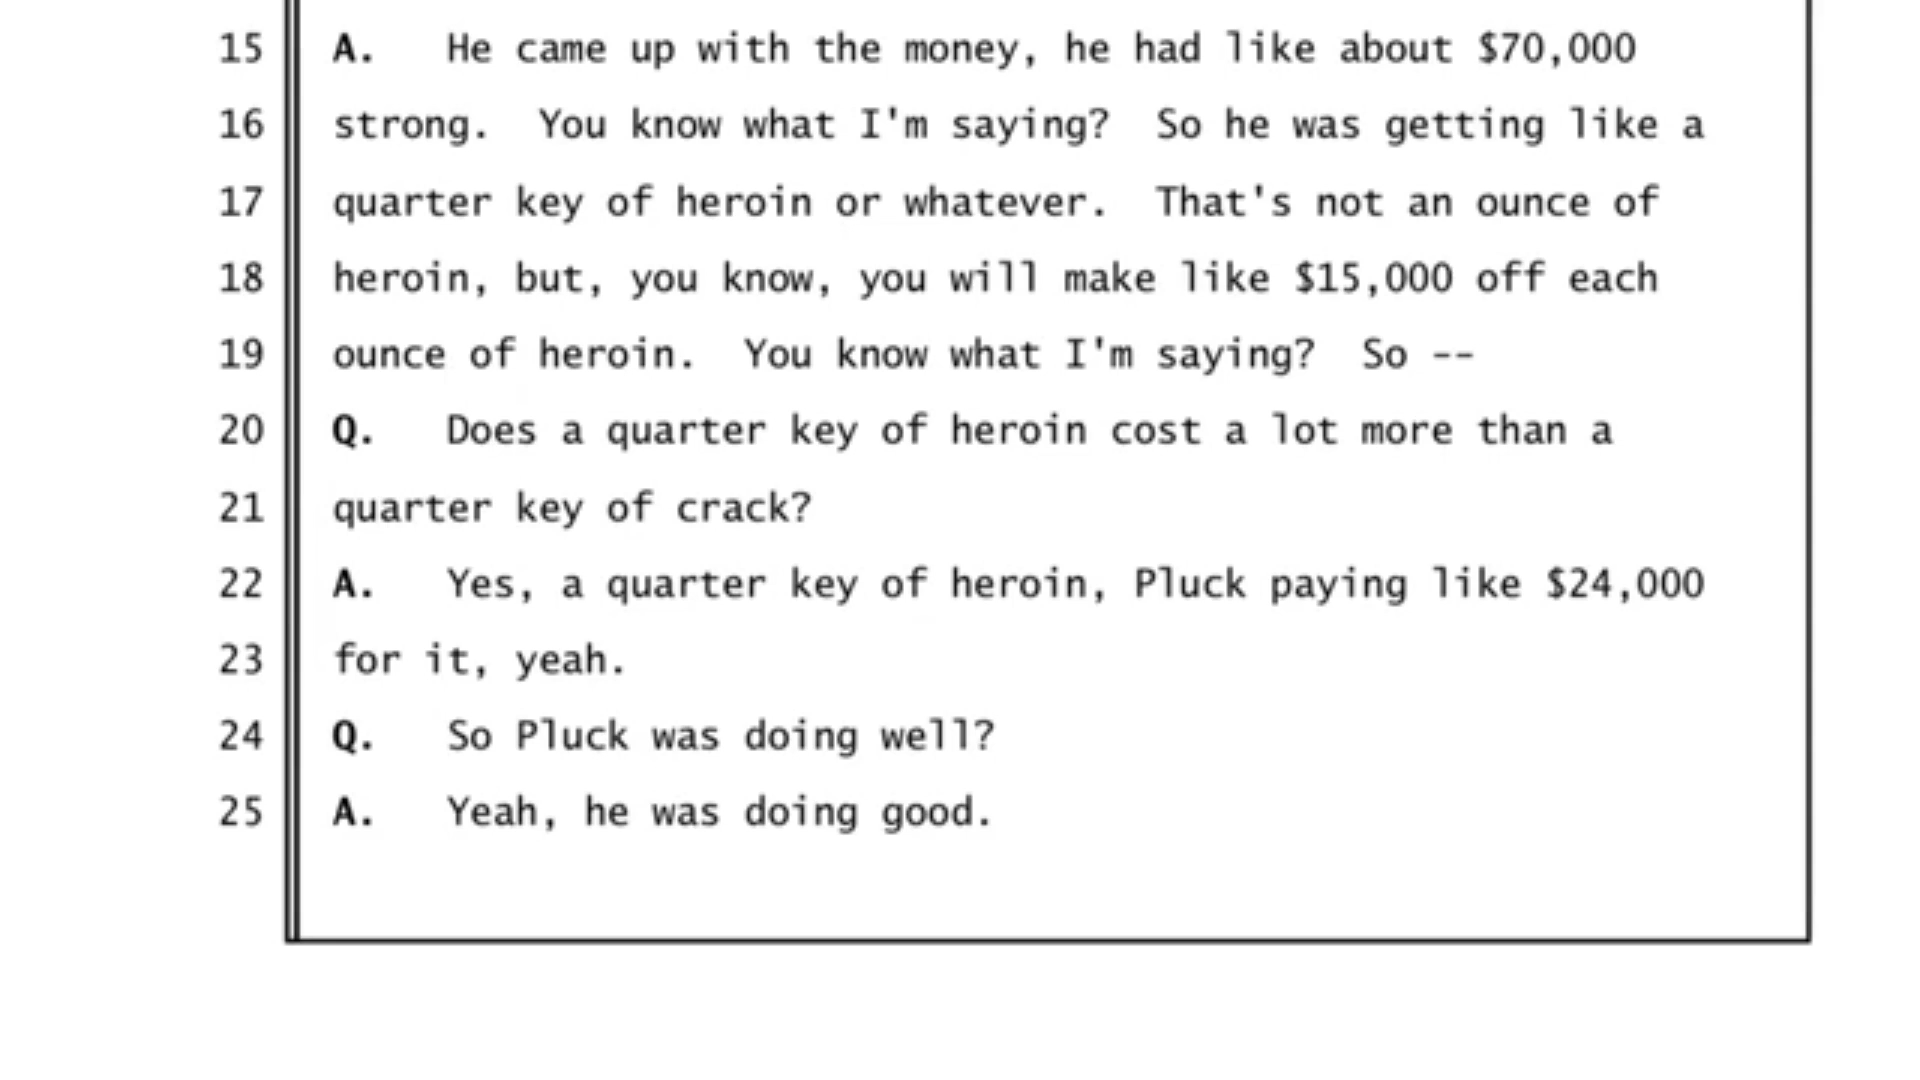 15 A. He came up with the money, he had like about $70,000
16 strong. You know what I'm saying? So he was getting like a
17 quarter key of heroin or whatever. That's not an ounce of
18 heroin, but, you know, you will make like $15,000 off each
19 ounce of heroin. You know what I'm saying? So --
20 Q. Does a quarter key of heroin cost a lot more than a
21 quarter key of crack?
22 A. Yes, a quarter key of heroin, Pluck paying like $24,000
23 for it, yeah.
24 Q. So Pluck was doing well?
25 A. Yeah, he was doing good.